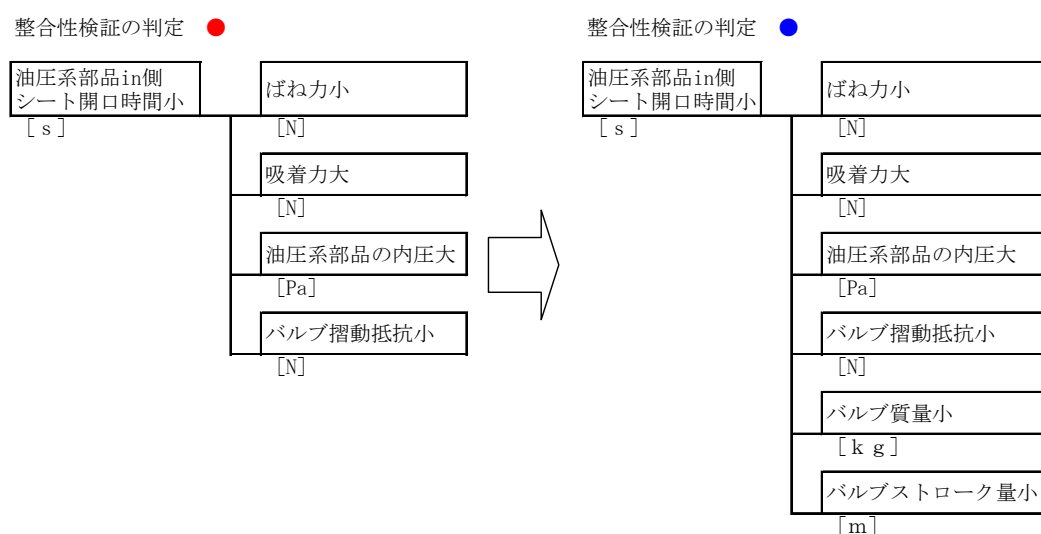 整合性検証の判定
油圧系部品in側
シート開口時間小
[ｓ]
ばね力小
[N]
吸着力大
[N]
油圧系部品の内圧大
[Pa]
バルブ摺動抵抗小
[N]
整合性検証の判定
油圧系部品in側
シート開口時間小
[ｓ]
ばね力小
[N]
吸着力大
[N]
油圧系部品の内圧大
[Pa]
バルブ摺動抵抗小
[N]
バルブ質量小
[ｋｇ]
バルブストローク量小
[m]